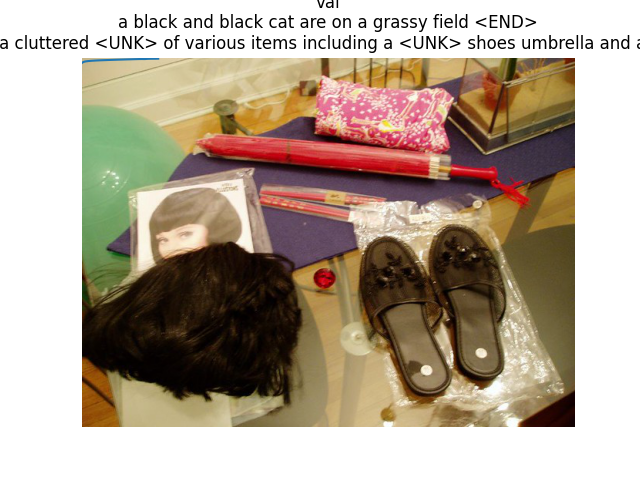 val
a black and black cat are on a grassy field <END>
a cluttered <UNK> of various items including a <UNK> shoes umbrella and a